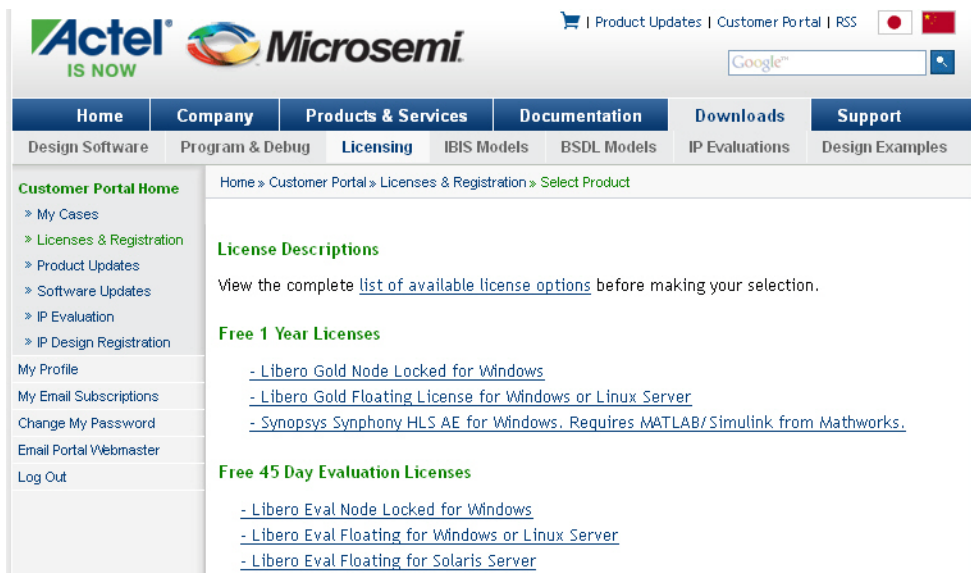 Actel®
IS NOW
Microsemi.
| Product Updates | Customer Portal | RSS
Google™
Home
Company
Products & Services
Documentation
Downloads
Support
Design Software
Program & Debug
Licensing
IBIS Models
BSDL Models
IP Evaluations
Design Examples
Customer Portal Home
» My Cases
» Licenses & Registration
» Product Updates
» Software Updates
» IP Evaluation
» IP Design Registration
My Profile
My Email Subscriptions
Change My Password
Email Portal Webmaster
Log Out
Home » Customer Portal » Licenses & Registration » Select Product
License Descriptions
View the complete list of available license options before making your selection.
Free 1 Year Licenses
- Libero Gold Node Locked for Windows
- Libero Gold Floating License for Windows or Linux Server
- Synopsys Synphony HLS AE for Windows. Requires MATLAB/Simulink from Mathworks.
Free 45 Day Evaluation Licenses
- Libero Eval Node Locked for Windows
- Libero Eval Floating for Windows or Linux Server
- Libero Eval Floating for Solaris Server